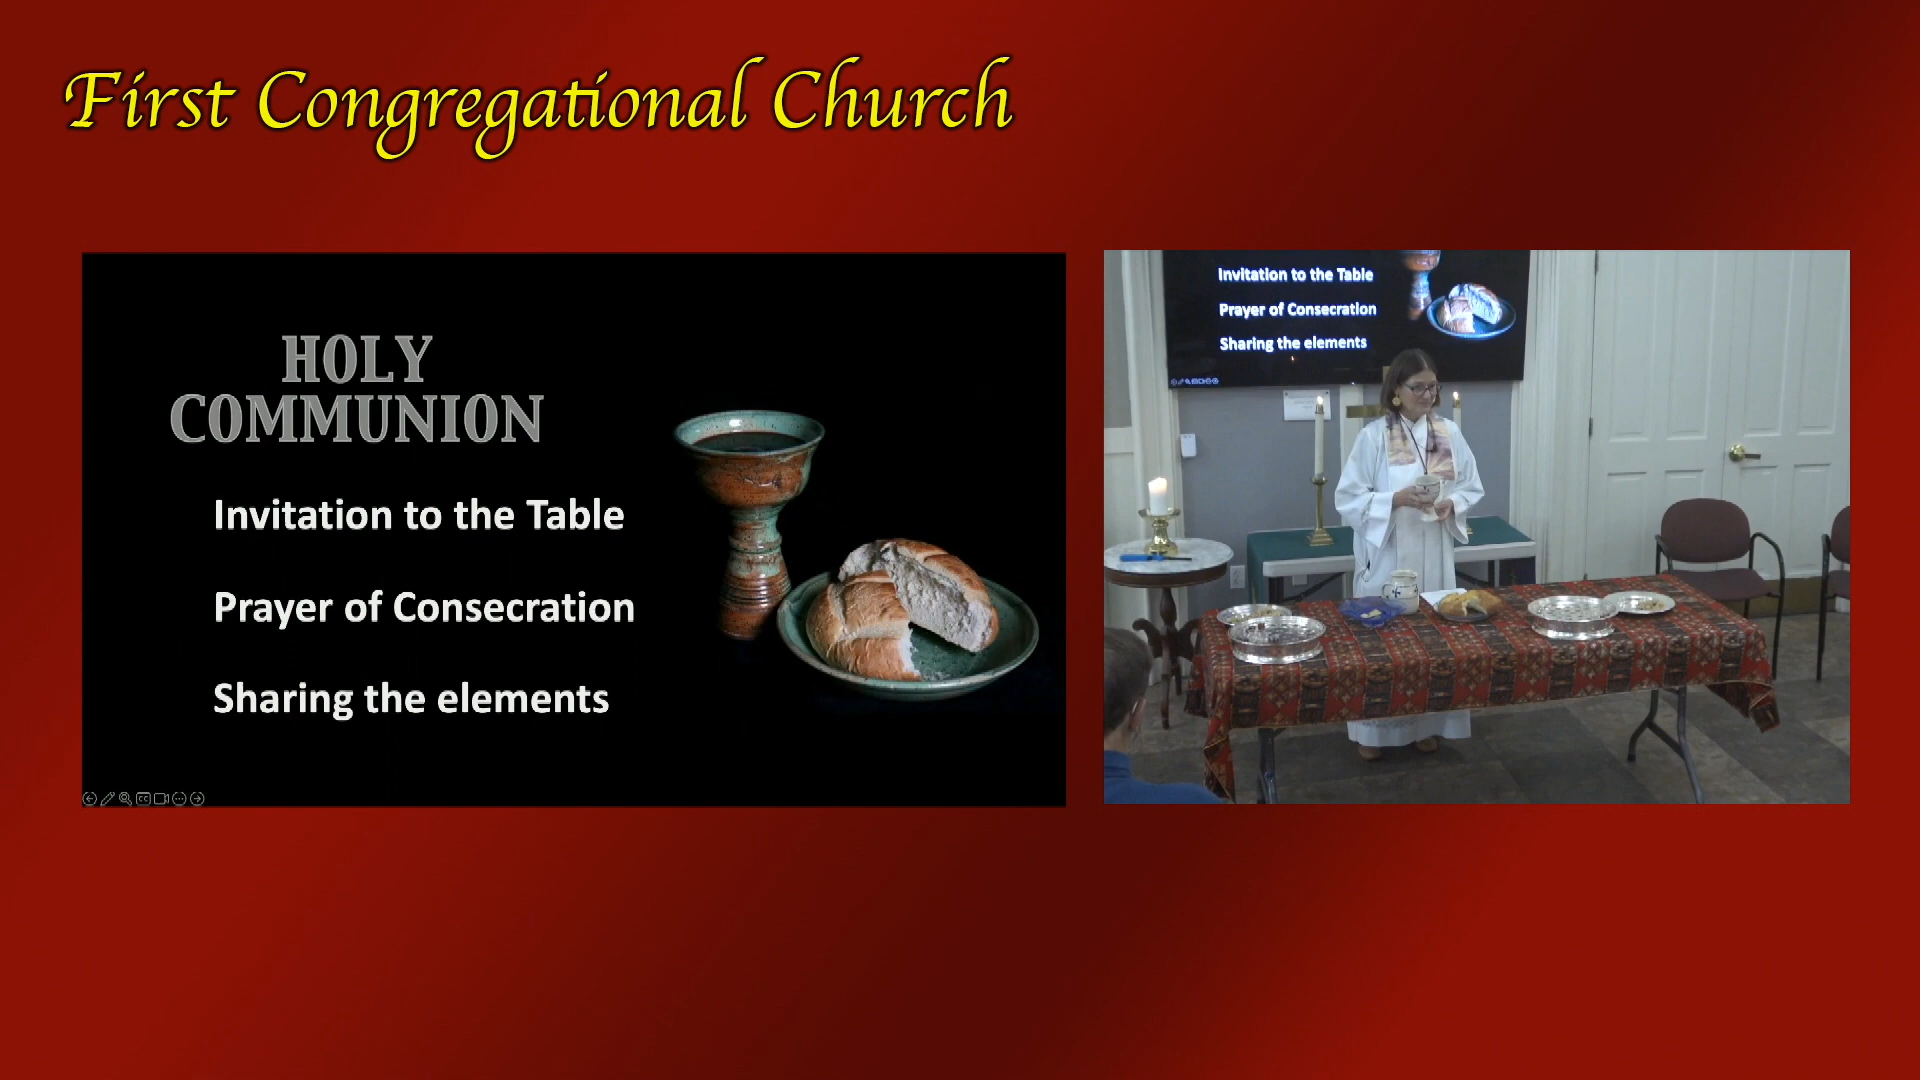 First Congregational Church
HOLY
COMMUNION
Invitation to the Table
Prayer of Consecration
Sharing the elements
Invitation to the Table
Prayer of Consecration
Sharing the elements